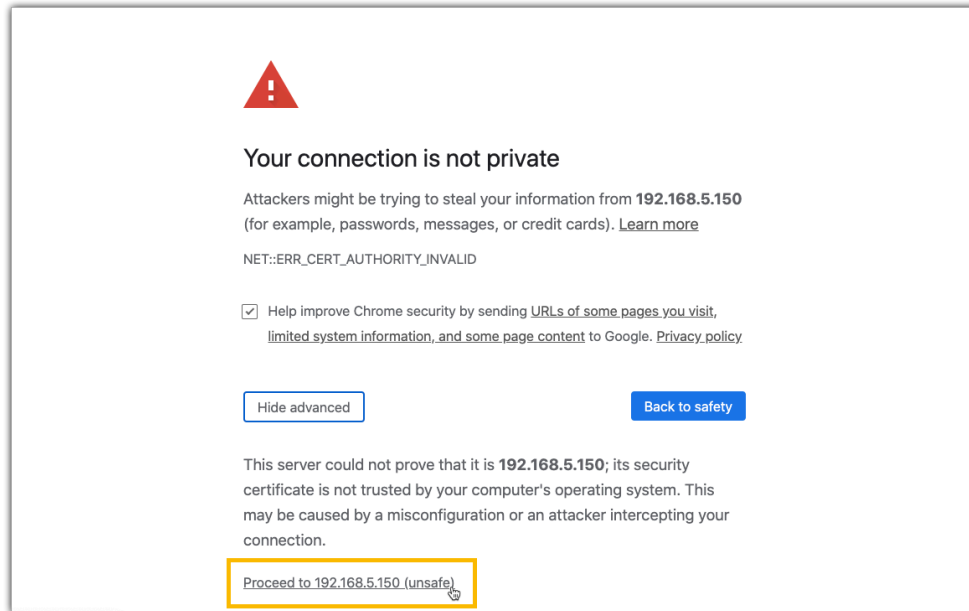 Your connection is not private
Attackers might be trying to steal your information from 192.168.5.150
(for example, passwords, messages, or credit cards). Learn more
NET::ERR_CERT_AUTHORITY_INVALID
Help improve Chrome security by sending URLs of some pages you visit,
limited system information, and some page content to Google. Privacy policy
Hide advanced
Back to safety
This server could not prove that it is 192.168.5.150; its security
certificate is not trusted by your computer's operating system. This
may be caused by a misconfiguration or an attacker intercepting your
connection.
Proceed to 192.168.5.150 (unsafe)